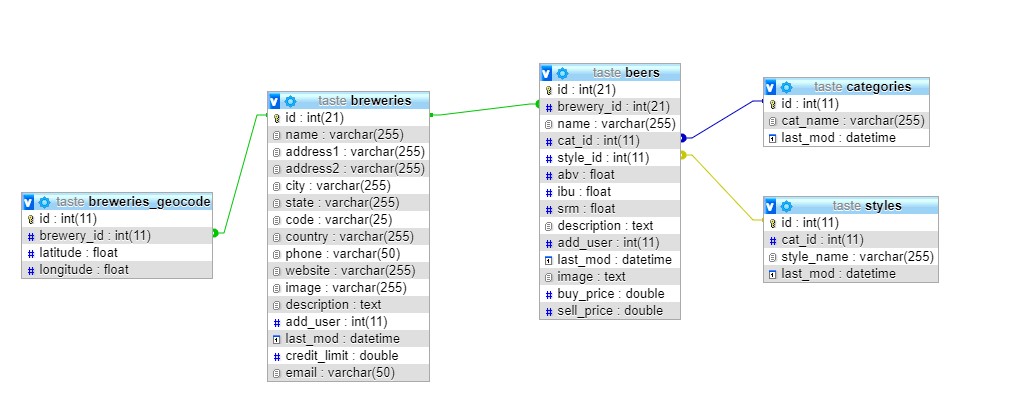 taste breweries_geocode
id : int(11)
brewery_id : int(11)
latitude : float
longitude : float
taste breweries
id : int(21)
name : varchar(255)
address1 : varchar(255)
address2 : varchar(255)
city : varchar(255)
state : varchar(255)
code : varchar(25)
country : varchar(255)
phone : varchar(50)
website : varchar(255)
image : varchar(255)
description : text
add_user : int(11)
last_mod : datetime
credit_limit : double
email : varchar(50)
taste beers
id : int(21)
brewery_id : int(21)
name : varchar(255)
cat_id : int(11)
style_id : int(11)
abv : float
ibu : float
srm : float
description : text
add_user : int(11)
last_mod : datetime
image : text
buy_price : double
sell_price : double
taste categories
id : int(11)
cat_name : varchar(255)
last_mod : datetime
taste styles
id : int(11)
cat_id : int(11)
style_name : varchar(255)
last_mod : datetime